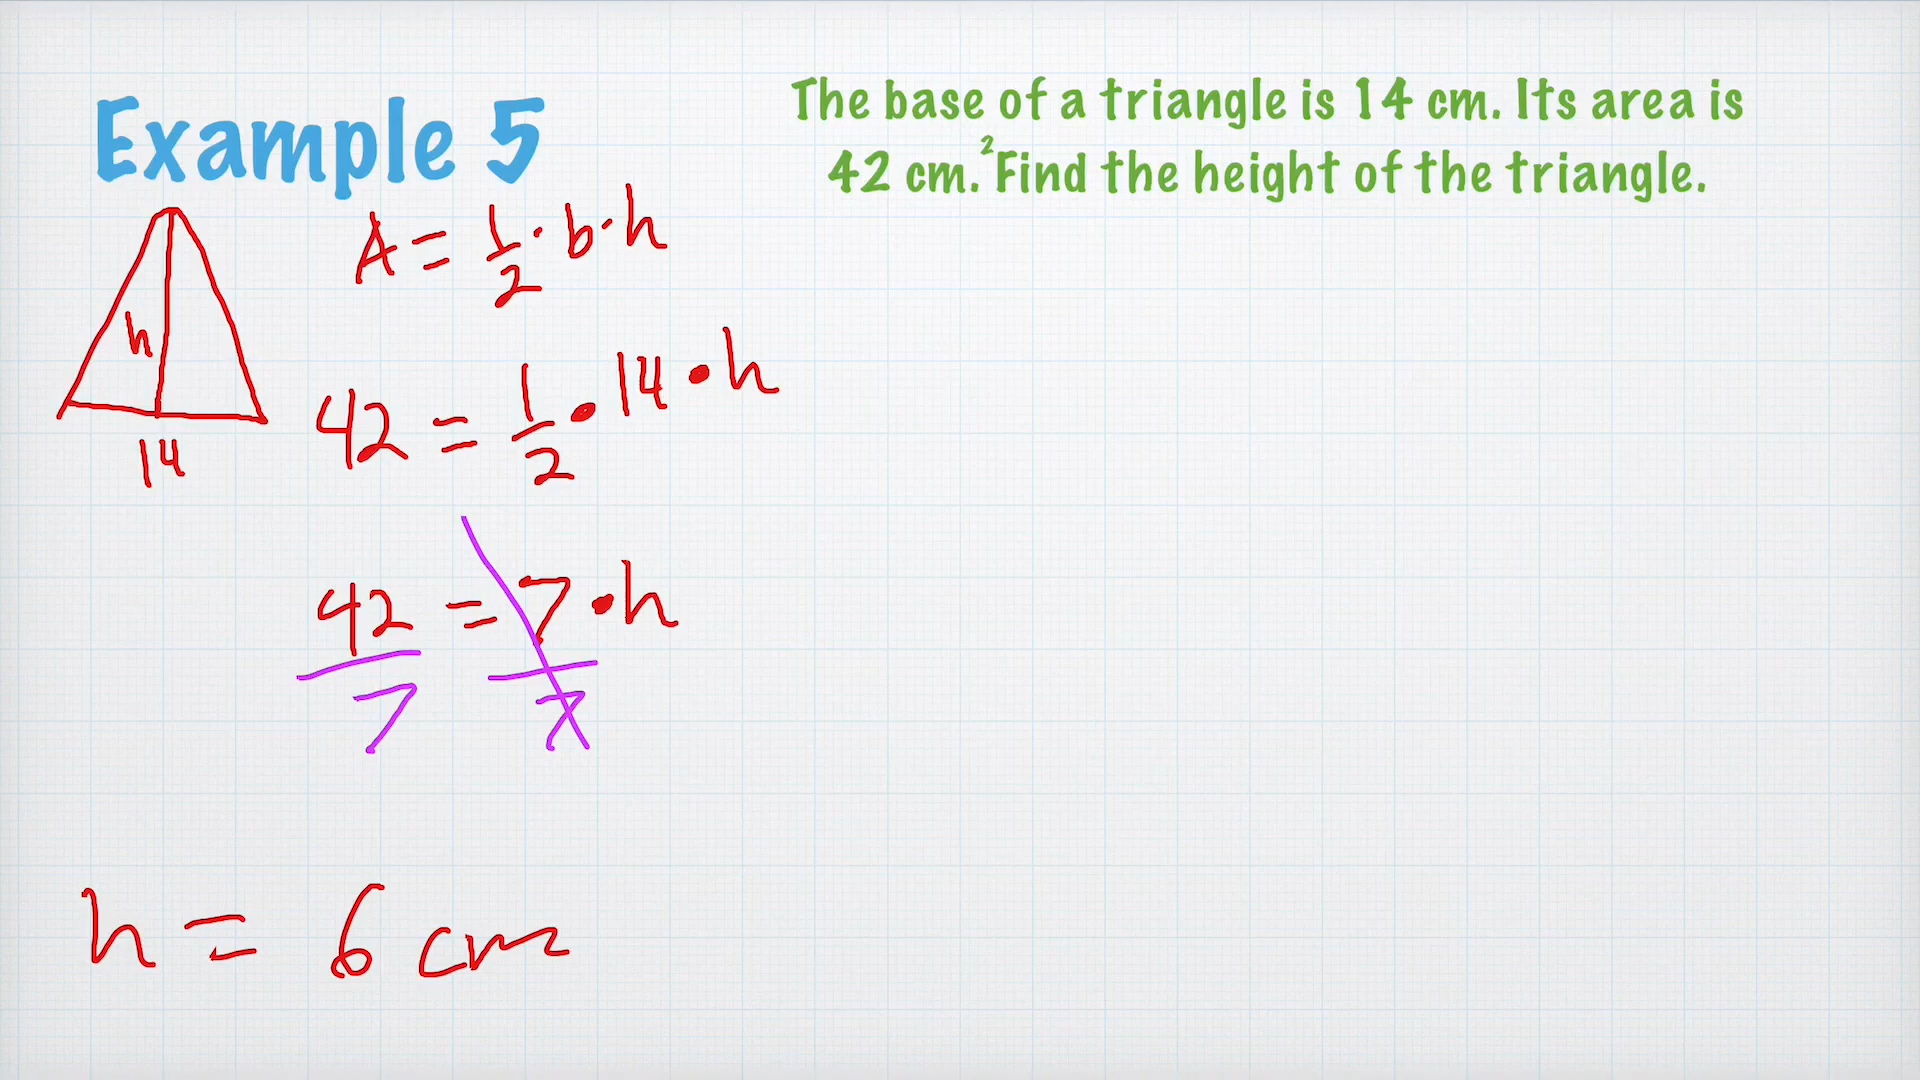 Example 5
The base of a triangle is 14 cm. Its area is
42 cm.² Find the height of the triangle.
h
14
A = 1/2 · b · h
42 = 1/2 · 14 · h
42 = 7 · h
7 7
h = 6 cm